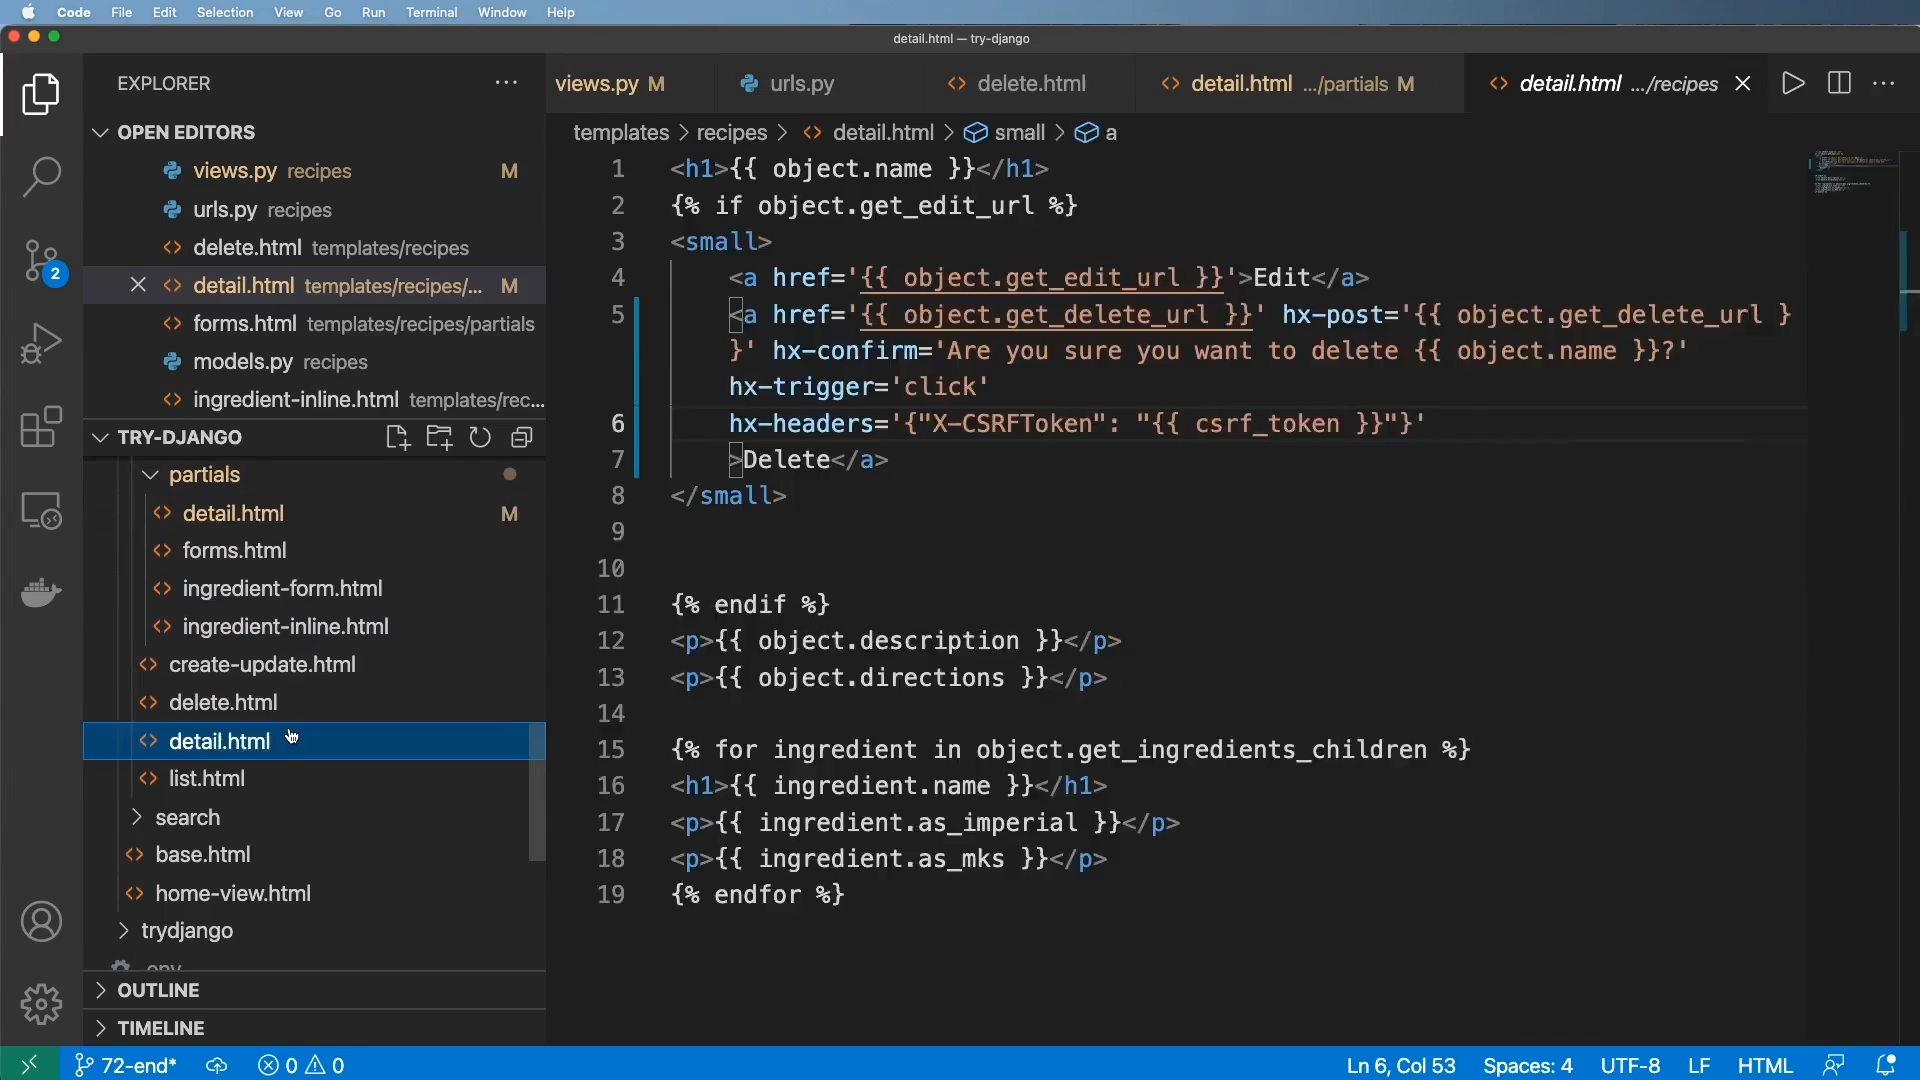 Code File Edit Selection View Go Run Terminal Window Help
detail.html — try-django
EXPLORER
OPEN EDITORS
views.py recipes M
urls.py recipes
delete.html templates/recipes
detail.html templates/recipes/... M
forms.html templates/recipes/partials
models.py recipes
ingredient-inline.html templates/rec...
TRY-DJANGO
partials
detail.html M
forms.html
ingredient-form.html
ingredient-inline.html
create-update.html
delete.html
detail.html
list.html
search
base.html
home-view.html
trydjango
OUTLINE
TIMELINE
2
views.py M urls.py delete.html detail.html .../partials M detail.html .../recipes
templates > recipes > detail.html > small > a
1 <h1>{{ object.name }}</h1>
2 {% if object.get_edit_url %}
3 <small>
4 <a href='{{ object.get_edit_url }}'>Edit</a>
5 <a href='{{ object.get_delete_url }}' hx-post='{{ object.get_delete_url }
}' hx-confirm='Are you sure you want to delete {{ object.name }}?'
hx-trigger='click'
6 hx-headers='{"X-CSRFToken": "{{ csrf_token }}"}'
7 >Delete</a>
8 </small>
9
10
11 {% endif %}
12 <p>{{ object.description }}</p>
13 <p>{{ object.directions }}</p>
14
15 {% for ingredient in object.get_ingredients_children %}
16 <h1>{{ ingredient.name }}</h1>
17 <p>{{ ingredient.as_imperial }}</p>
18 <p>{{ ingredient.as_mks }}</p>
19 {% endfor %}
72-end* 0 0 Ln 6, Col 53 Spaces: 4 UTF-8 LF HTML